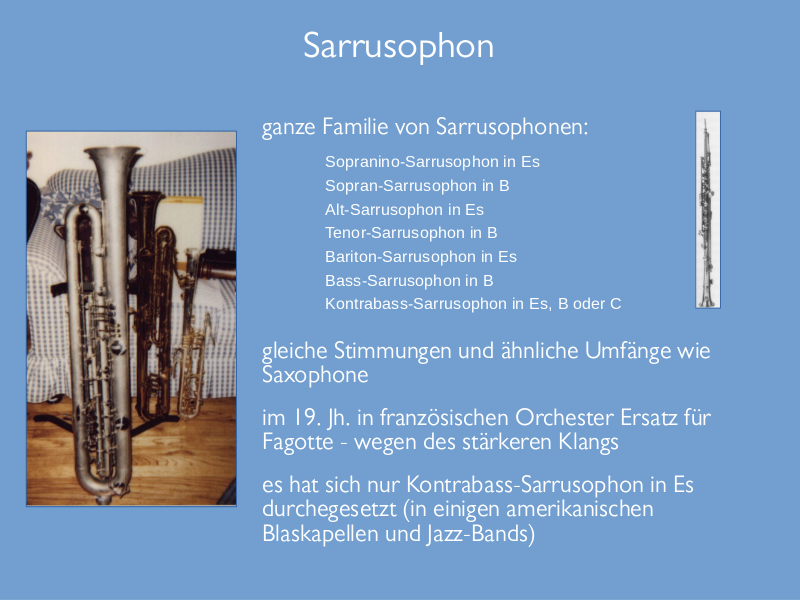 Sarrusophon
ganze Familie von Sarrusophonen:
Sopranino-Sarrusophon in Es
Sopran-Sarrusophon in B
Alt-Sarrusophon in Es
Tenor-Sarrusophon in B
Bariton-Sarrusophon in Es
Bass-Sarrusophon in B
Kontrabass-Sarrusophon in Es, B oder C
gleiche Stimmungen und ähnliche Umfänge wie
Saxophone
im 19. Jh. in französischen Orchester Ersatz für
Fagotte - wegen des stärkeren Klangs
es hat sich nur Kontrabass-Sarrusophon in Es
durchegesetzt (in einigen amerikanischen
Blaskapellen und Jazz-Bands)